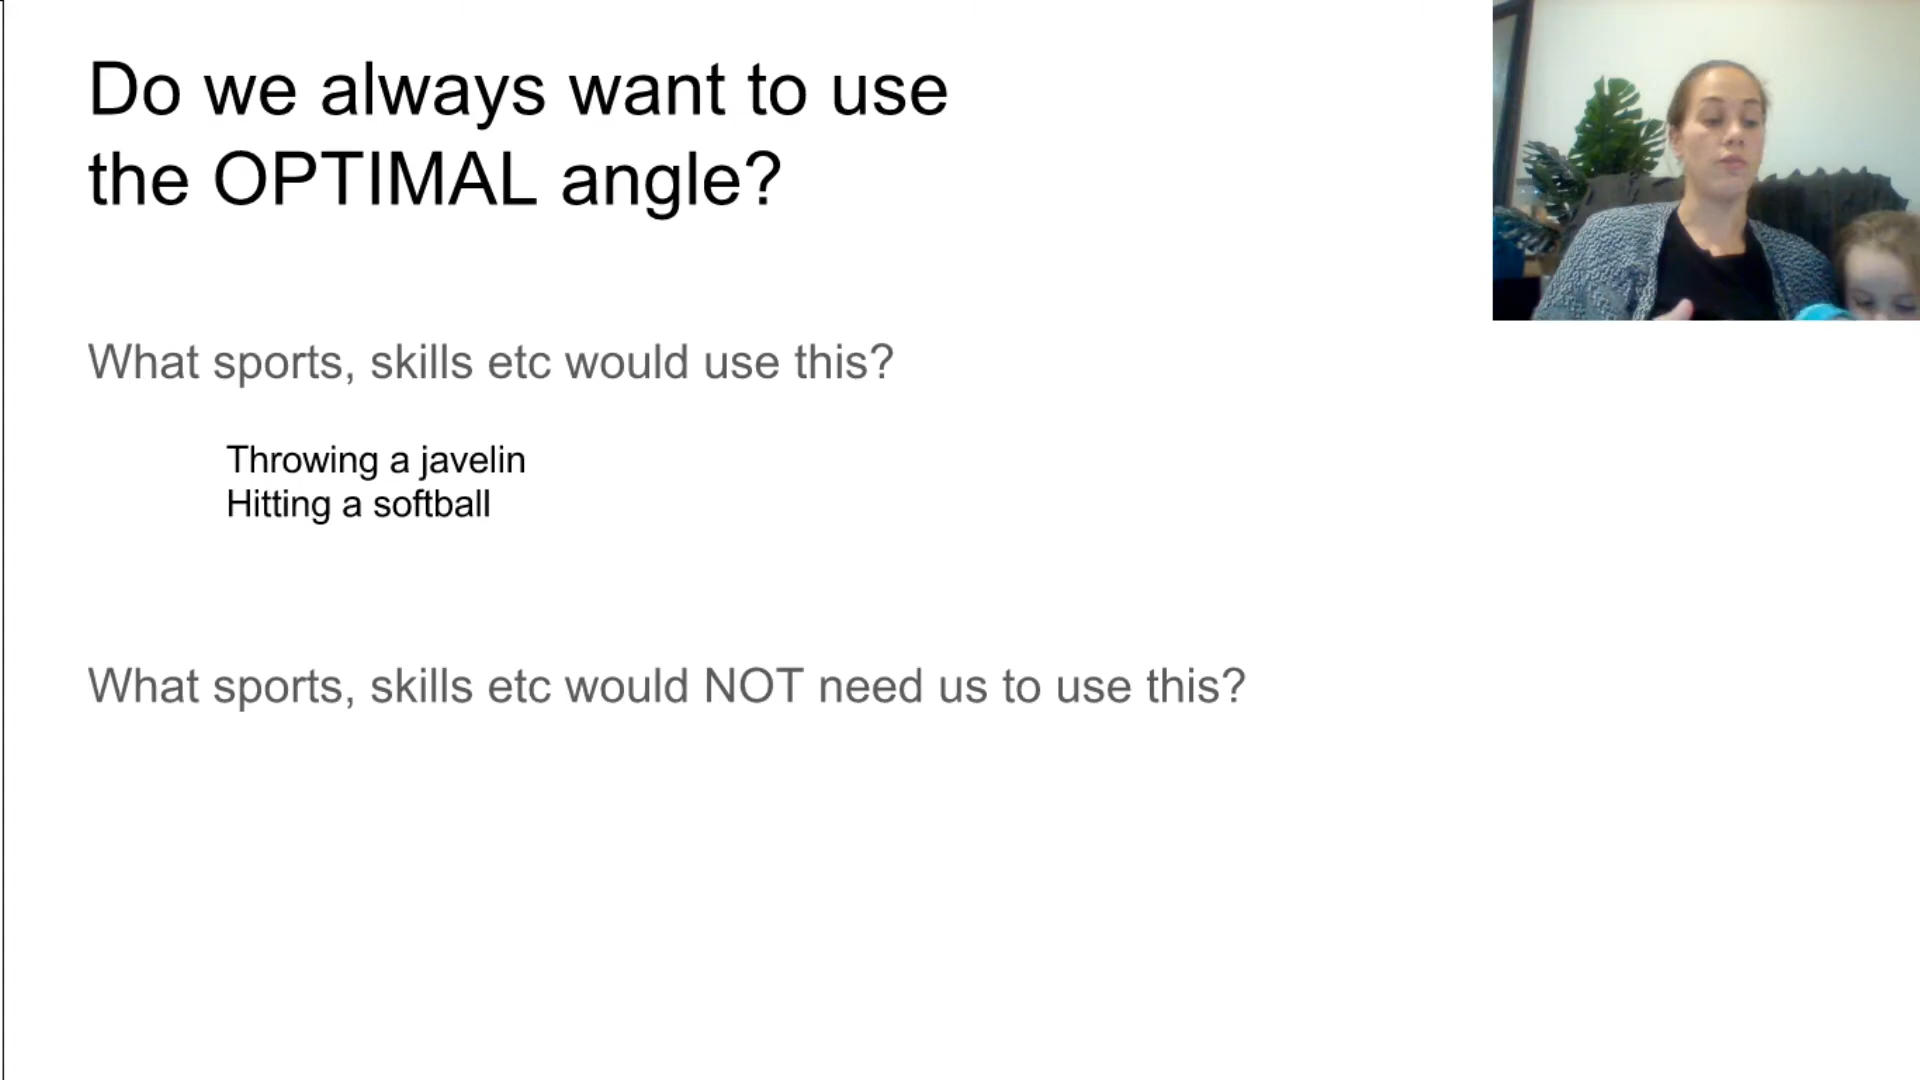 Do we always want to use
the OPTIMAL angle?
What sports, skills etc would use this?
Throwing a javelin
Hitting a softball
What sports, skills etc would NOT need us to use this?